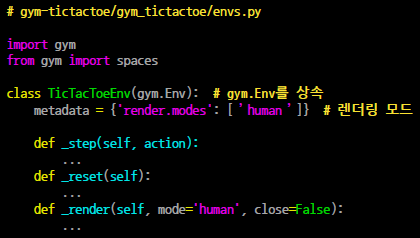 # gym-tictactoe/gym_tictactoe/envs.py
import gym
from gym import spaces
class TicTacToeEnv(gym.Env):  # gym.Env를 상속
    metadata = {'render.modes': ['human']}  # 렌더링 모드
    def _step(self, action):
        ...
    def _reset(self):
        ...
    def _render(self, mode='human', close=False):
        ...